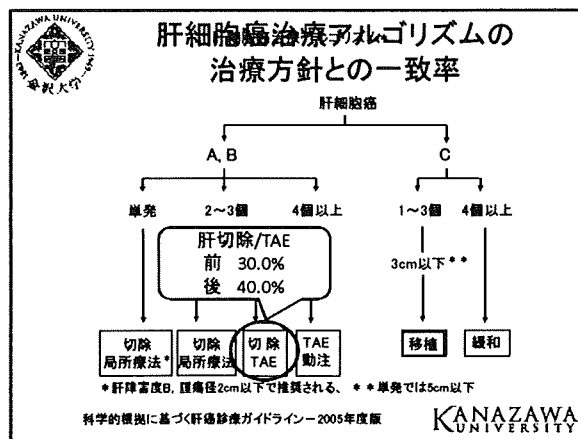 肝細胞癌治療アルゴリズムの
治療方針との一致率
KANAZAWA UNIVERSITY
金沢大学
肝細胞癌
A, B
C
単発
2～3個
4個以上
1～3個
4個以上
肝切除/TAE
前 30.0%
後 40.0%
3cm以下**
切除
局所療法*
切除
局所療法
切除
TAE
TAE
動注
移植
緩和
*肝障害度B, 腫瘍径2cm以下で推奨される、 **単発では5cm以下
科学的根拠に基づく肝癌診療ガイドライン－2005年度版
KANAZAWA
UNIVERSITY